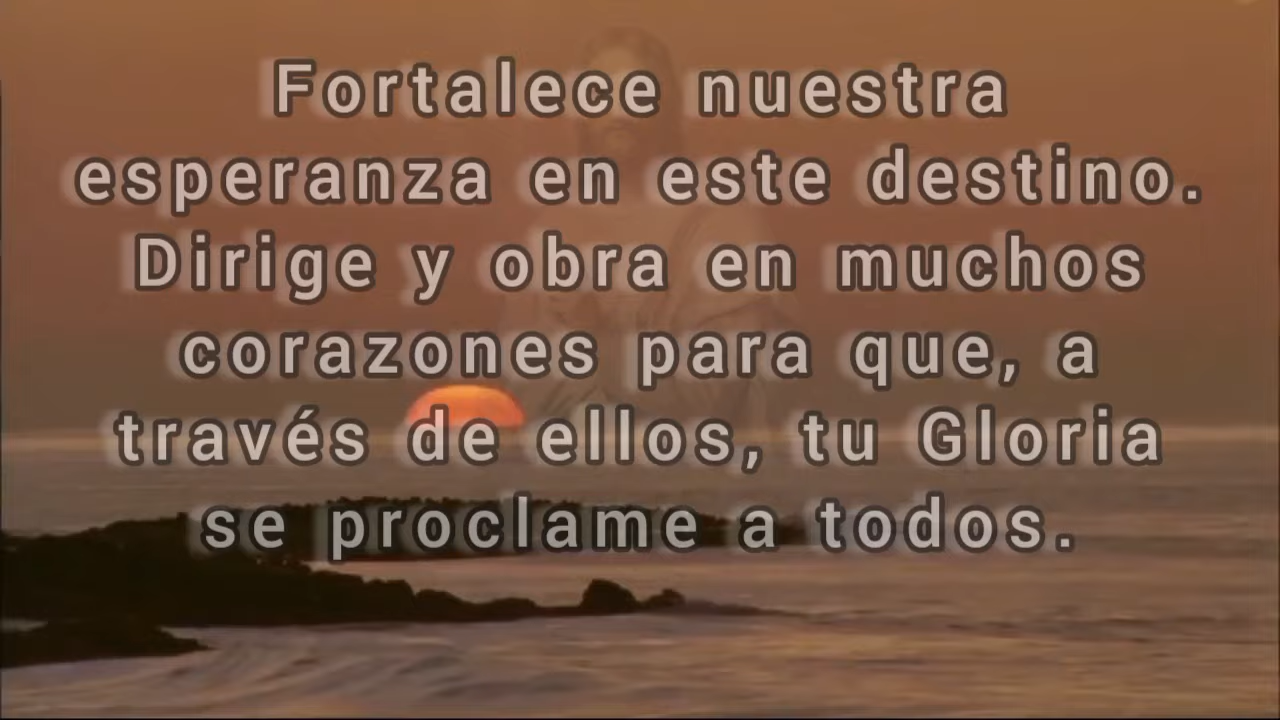 Fortalece nuestra
esperanza en este destino.
Dirige y obra en muchos
corazones para que, a
través de ellos, tu Gloria
se proclame a todos.